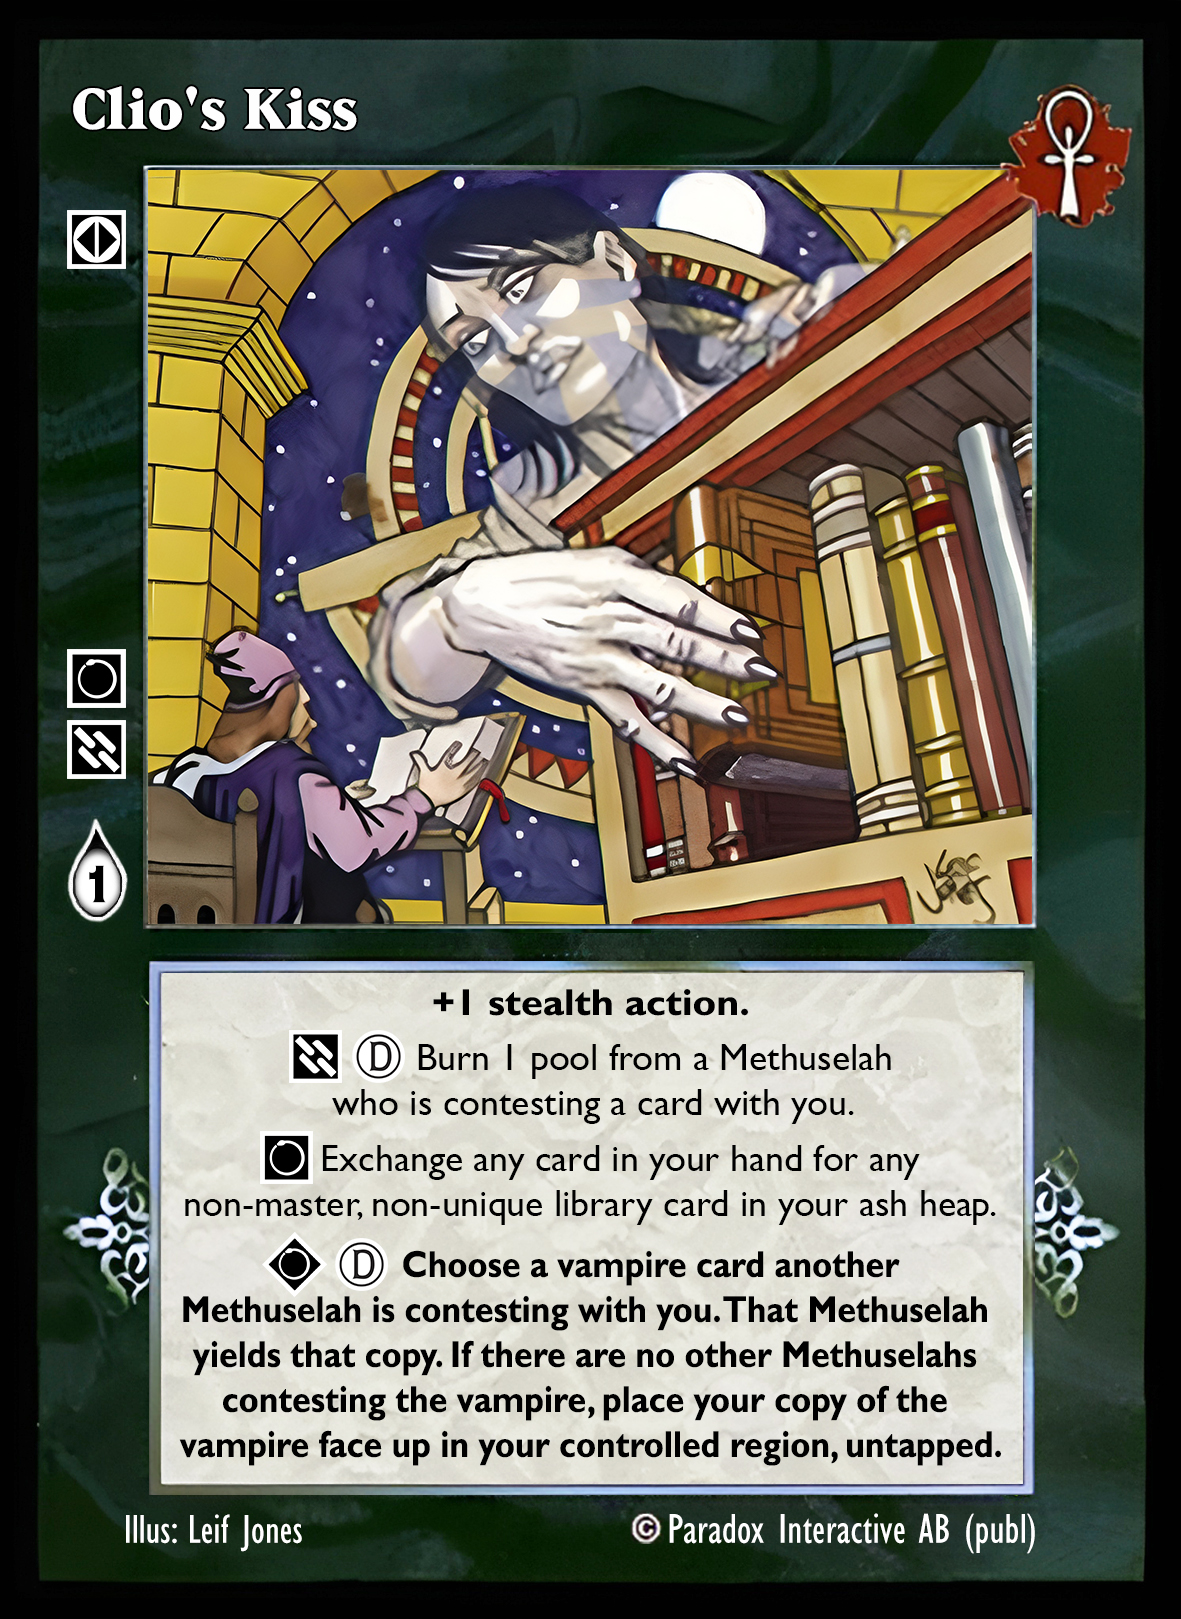 Clio's Kiss
1
+1 stealth action.
D Burn 1 pool from a Methuselah
who is contesting a card with you.
Exchange any card in your hand for any
non-master, non-unique library card in your ash heap.
D Choose a vampire card another
Methuselah is contesting with you. That Methuselah
yields that copy. If there are no other Methuselahs
contesting the vampire, place your copy of the
vampire face up in your controlled region, untapped.
Illus: Leif Jones
© Paradox Interactive AB (publ)